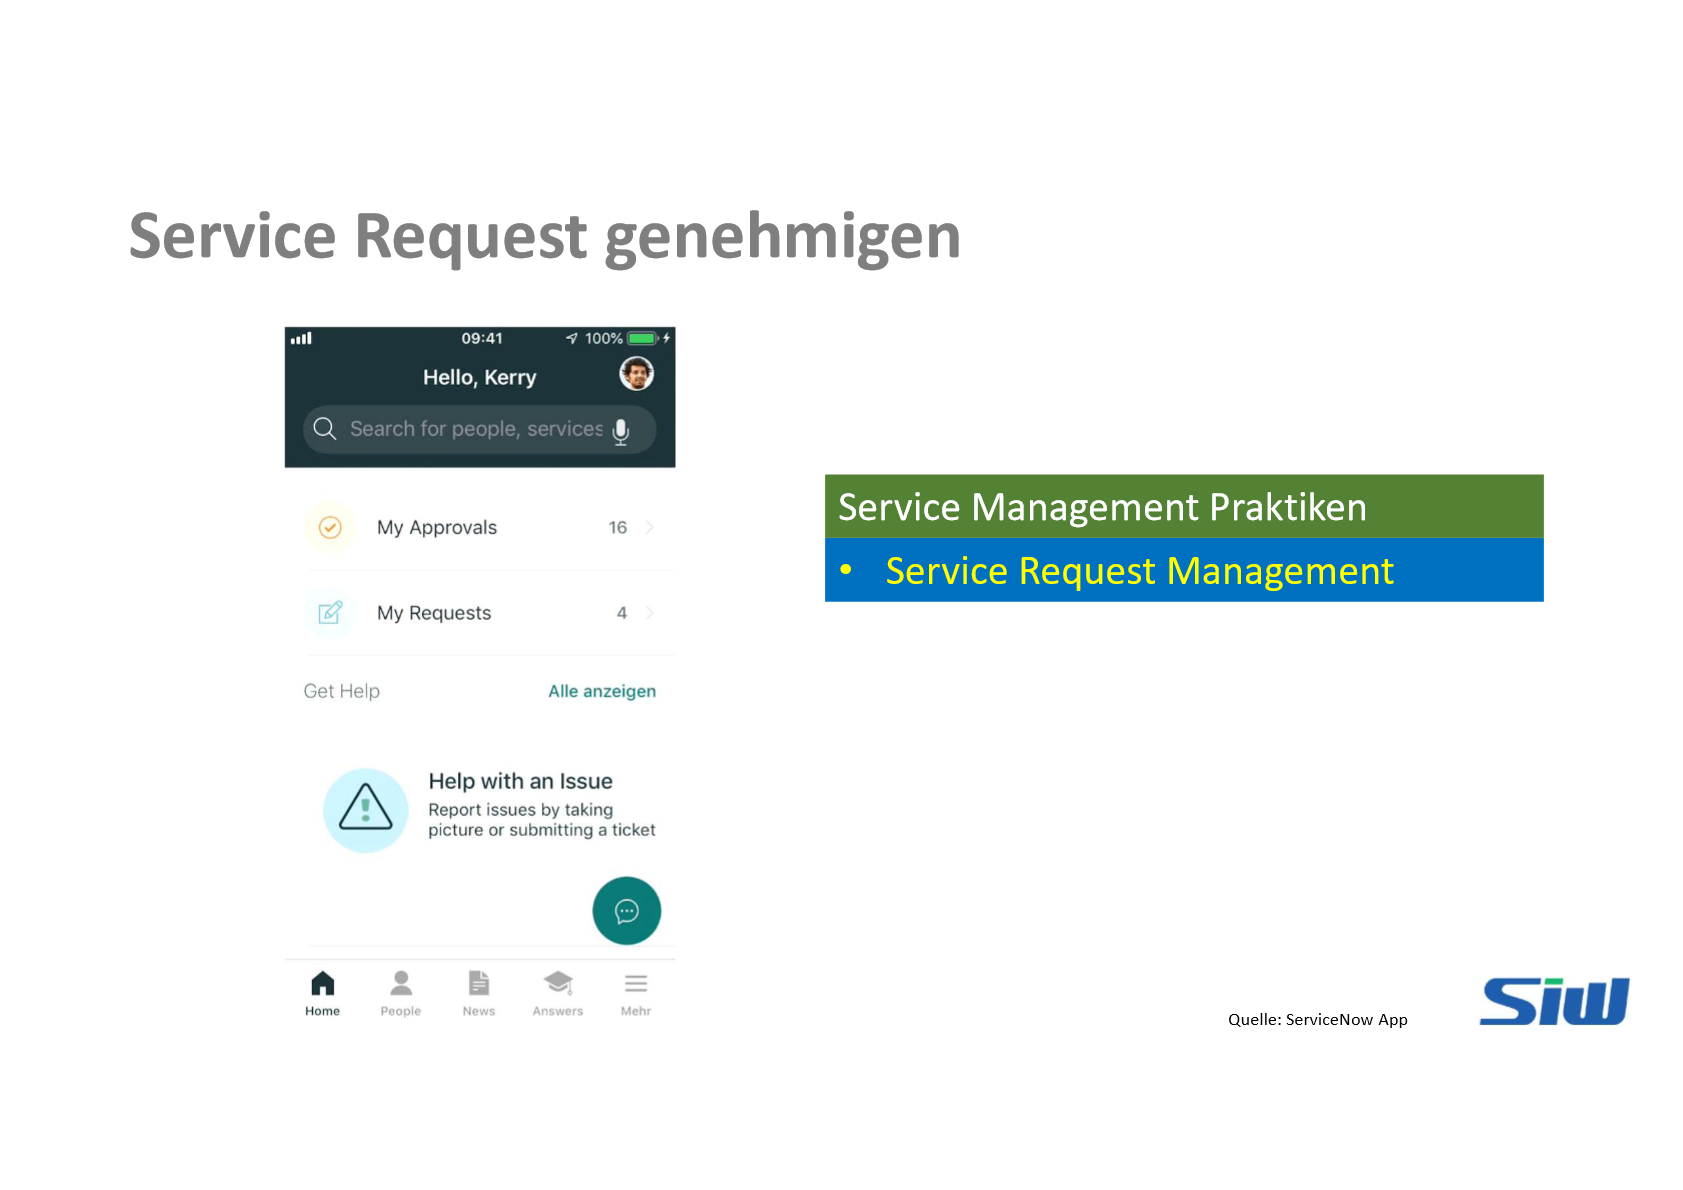 Service Request genehmigen
09:41
100%
Hello, Kerry
Search for people, services
My Approvals 16
My Requests 4
Get Help Alle anzeigen
Help with an Issue
Report issues by taking
picture or submitting a ticket
Home People News Answers Mehr
Service Management Praktiken
• Service Request Management
Quelle: ServiceNow App
Siw